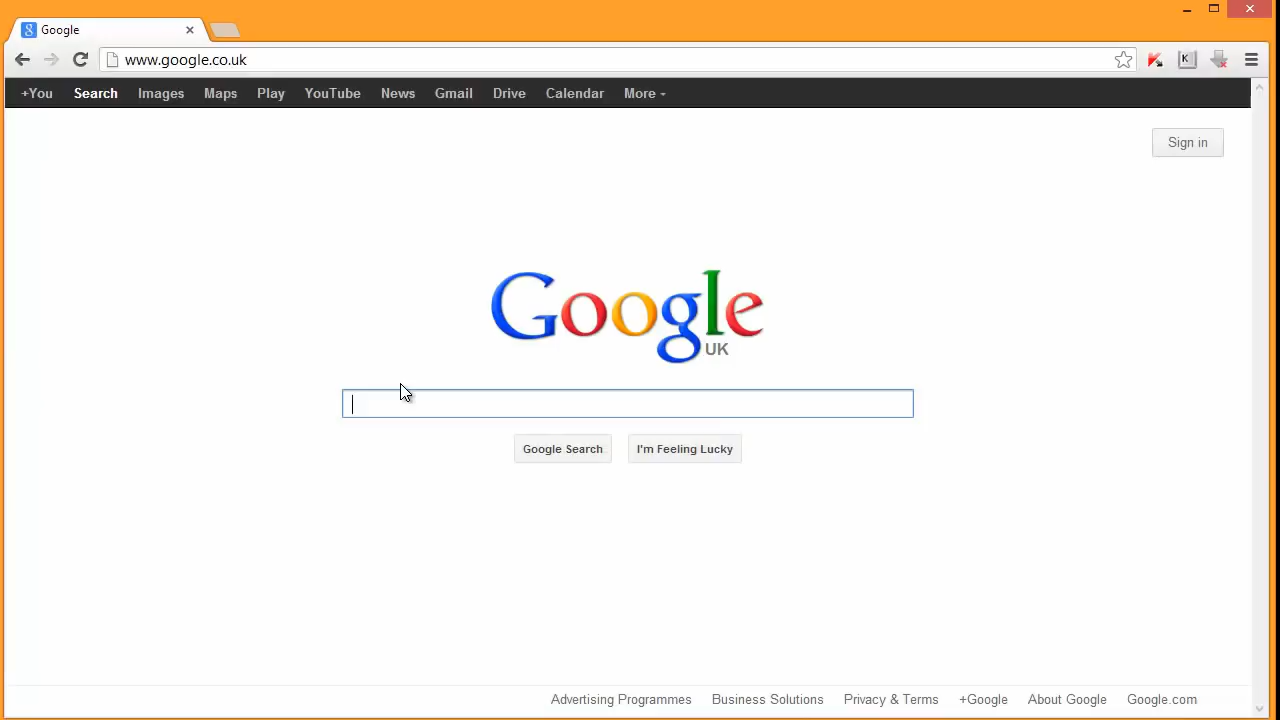 Google
www.google.co.uk
+You Search Images Maps Play YouTube News Gmail Drive Calendar More
Sign in
Google
UK
Google Search I'm Feeling Lucky
Advertising Programmes Business Solutions Privacy & Terms +Google About Google Google.com